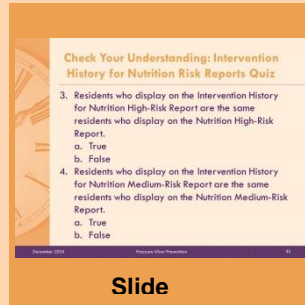 Check Your Understanding: Intervention
History for Nutrition Risk Reports Quiz
3. Residents who display on the Intervention History
for Nutrition High-Risk Report are the same
residents who display on the Nutrition High-Risk
Report.
a. True
b. False
4. Residents who display on the Intervention History
for Nutrition Medium-Risk Report are the same
residents who display on the Nutrition Medium-Risk
Report.
a. True
b. False
December 2014 Pressure Ulcer Prevention
Slide